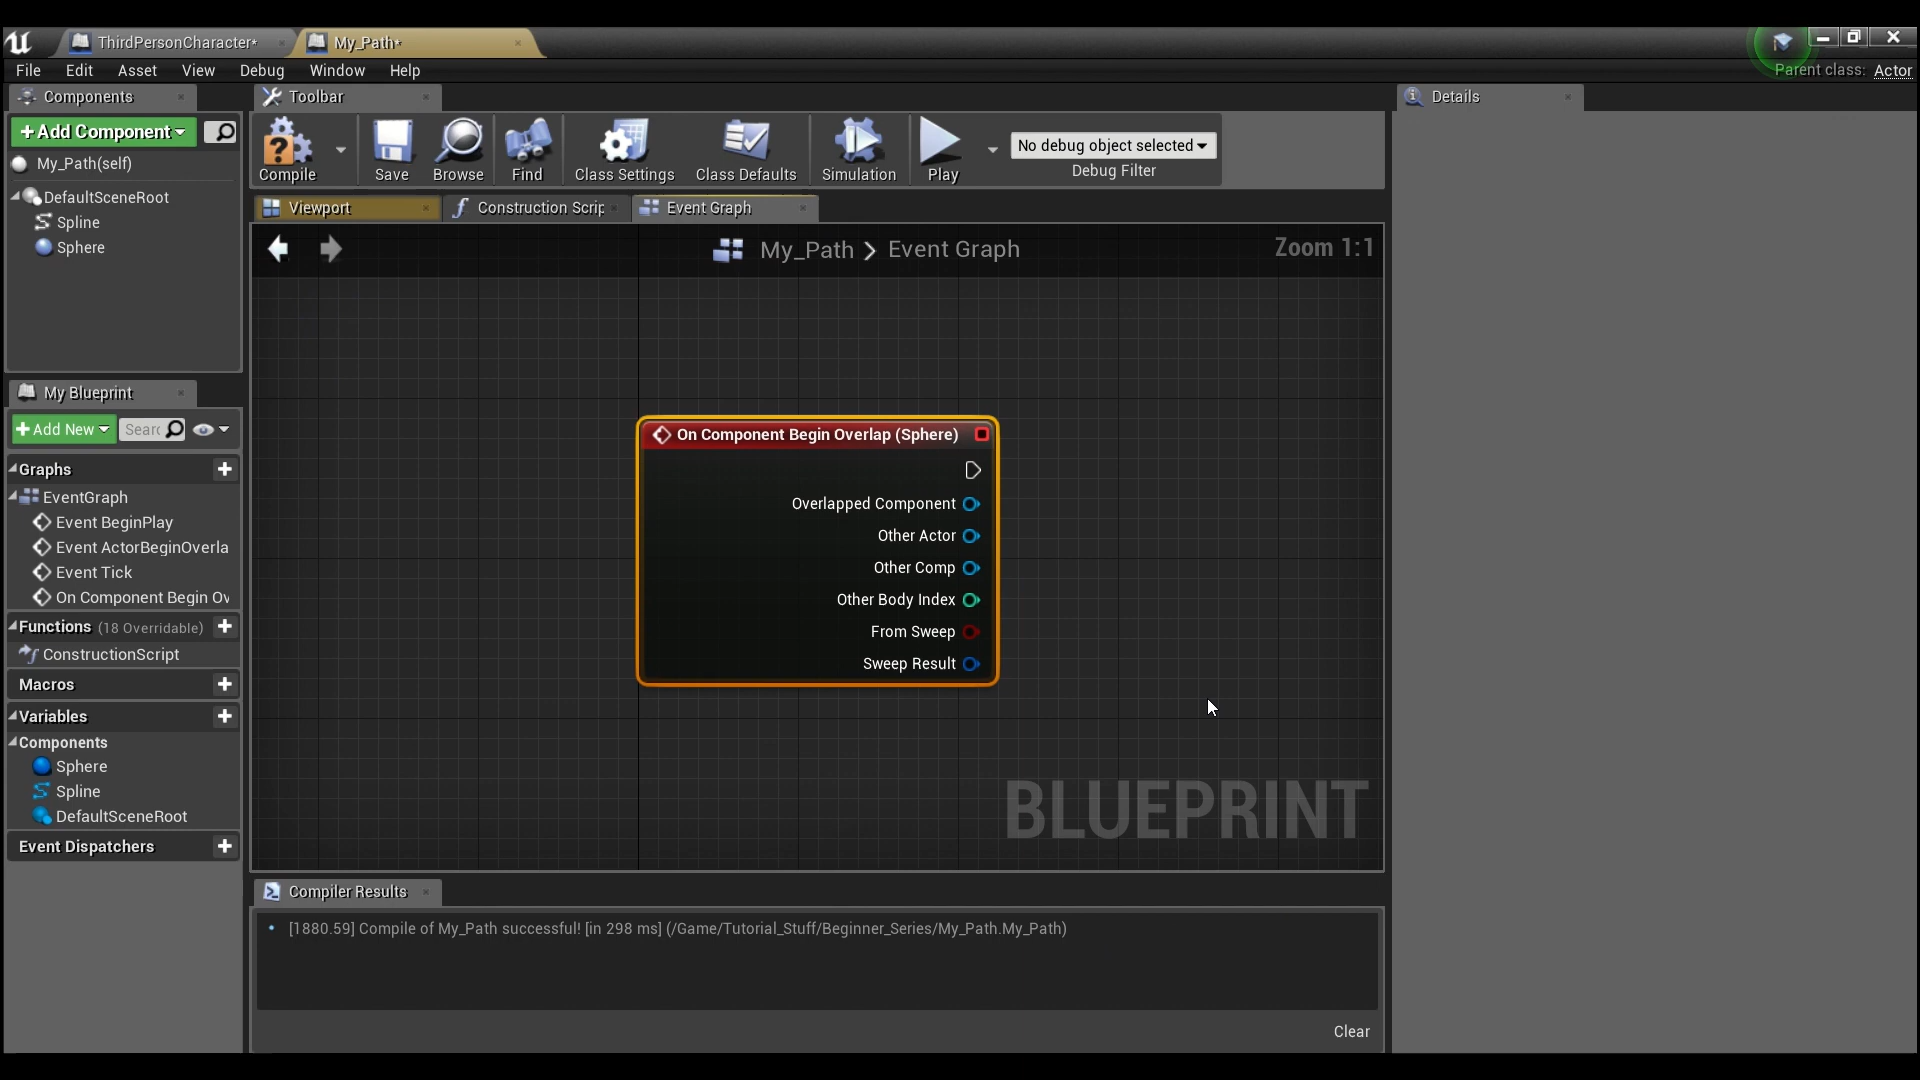 ThirdPersonCharacter*
My_Path*
File Edit Asset View Debug Window Help
Parent class: Actor
Components
Toolbar
Details
+Add Component
My_Path(self)
DefaultSceneRoot
Spline
Sphere
Compile
Save
Browse
Find
Class Settings
Class Defaults
Simulation
Play
No debug object selected
Debug Filter
Viewport
Construction Scrip
Event Graph
My_Path > Event Graph
Zoom 1:1
My Blueprint
+Add New
Searc
Graphs
EventGraph
Event BeginPlay
Event ActorBeginOverla
Event Tick
On Component Begin Ov
Functions (18 Overridable)
ConstructionScript
Macros
Variables
Components
Sphere
Spline
DefaultSceneRoot
Event Dispatchers
On Component Begin Overlap (Sphere)
Overlapped Component
Other Actor
Other Comp
Other Body Index
From Sweep
Sweep Result
BLUEPRINT
Compiler Results
[1880.59] Compile of My_Path successful! [in 298 ms] (/Game/Tutorial_Stuff/Beginner_Series/My_Path.My_Path)
Clear